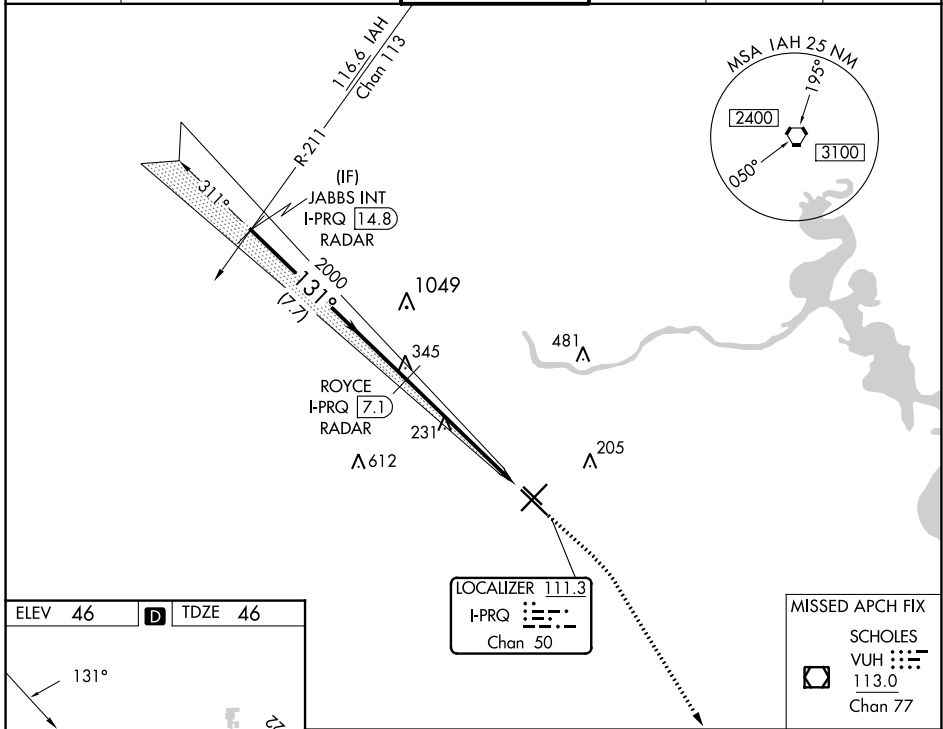 116.6 IAH
Chan 113
R-211
MSA IAH 25 NM
195°
2400
3100
050°
311°
(IF)
JABBS INT
I-PRQ 14.8
RADAR
2000
131°
(7.7)
1049
345
481
ROYCE
I-PRQ 7.1
RADAR
231
612
205
LOCALIZER 111.3
I-PRQ
Chan 50
MISSED APCH FIX
SCHOLES
VUH
113.0
Chan 77
ELEV 46 D TDZE 46
131°
22